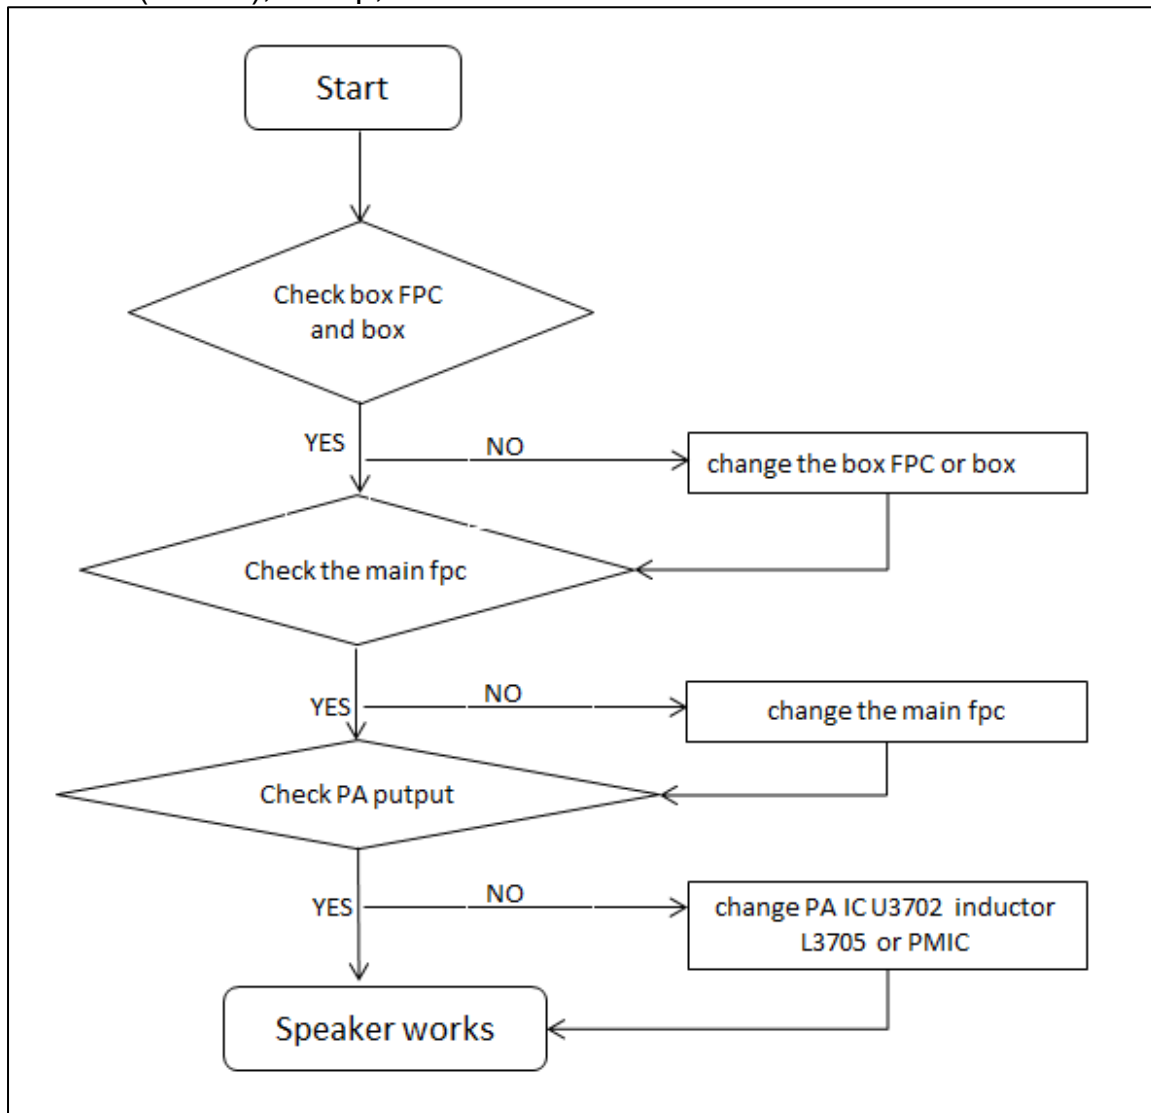 Start
Check box FPC
and box
YES
NO
change the box FPC or box
Check the main fpc
YES
NO
change the main fpc
Check PA putput
YES
NO
change PA IC U3702 inductor
L3705 or PMIC
Speaker works